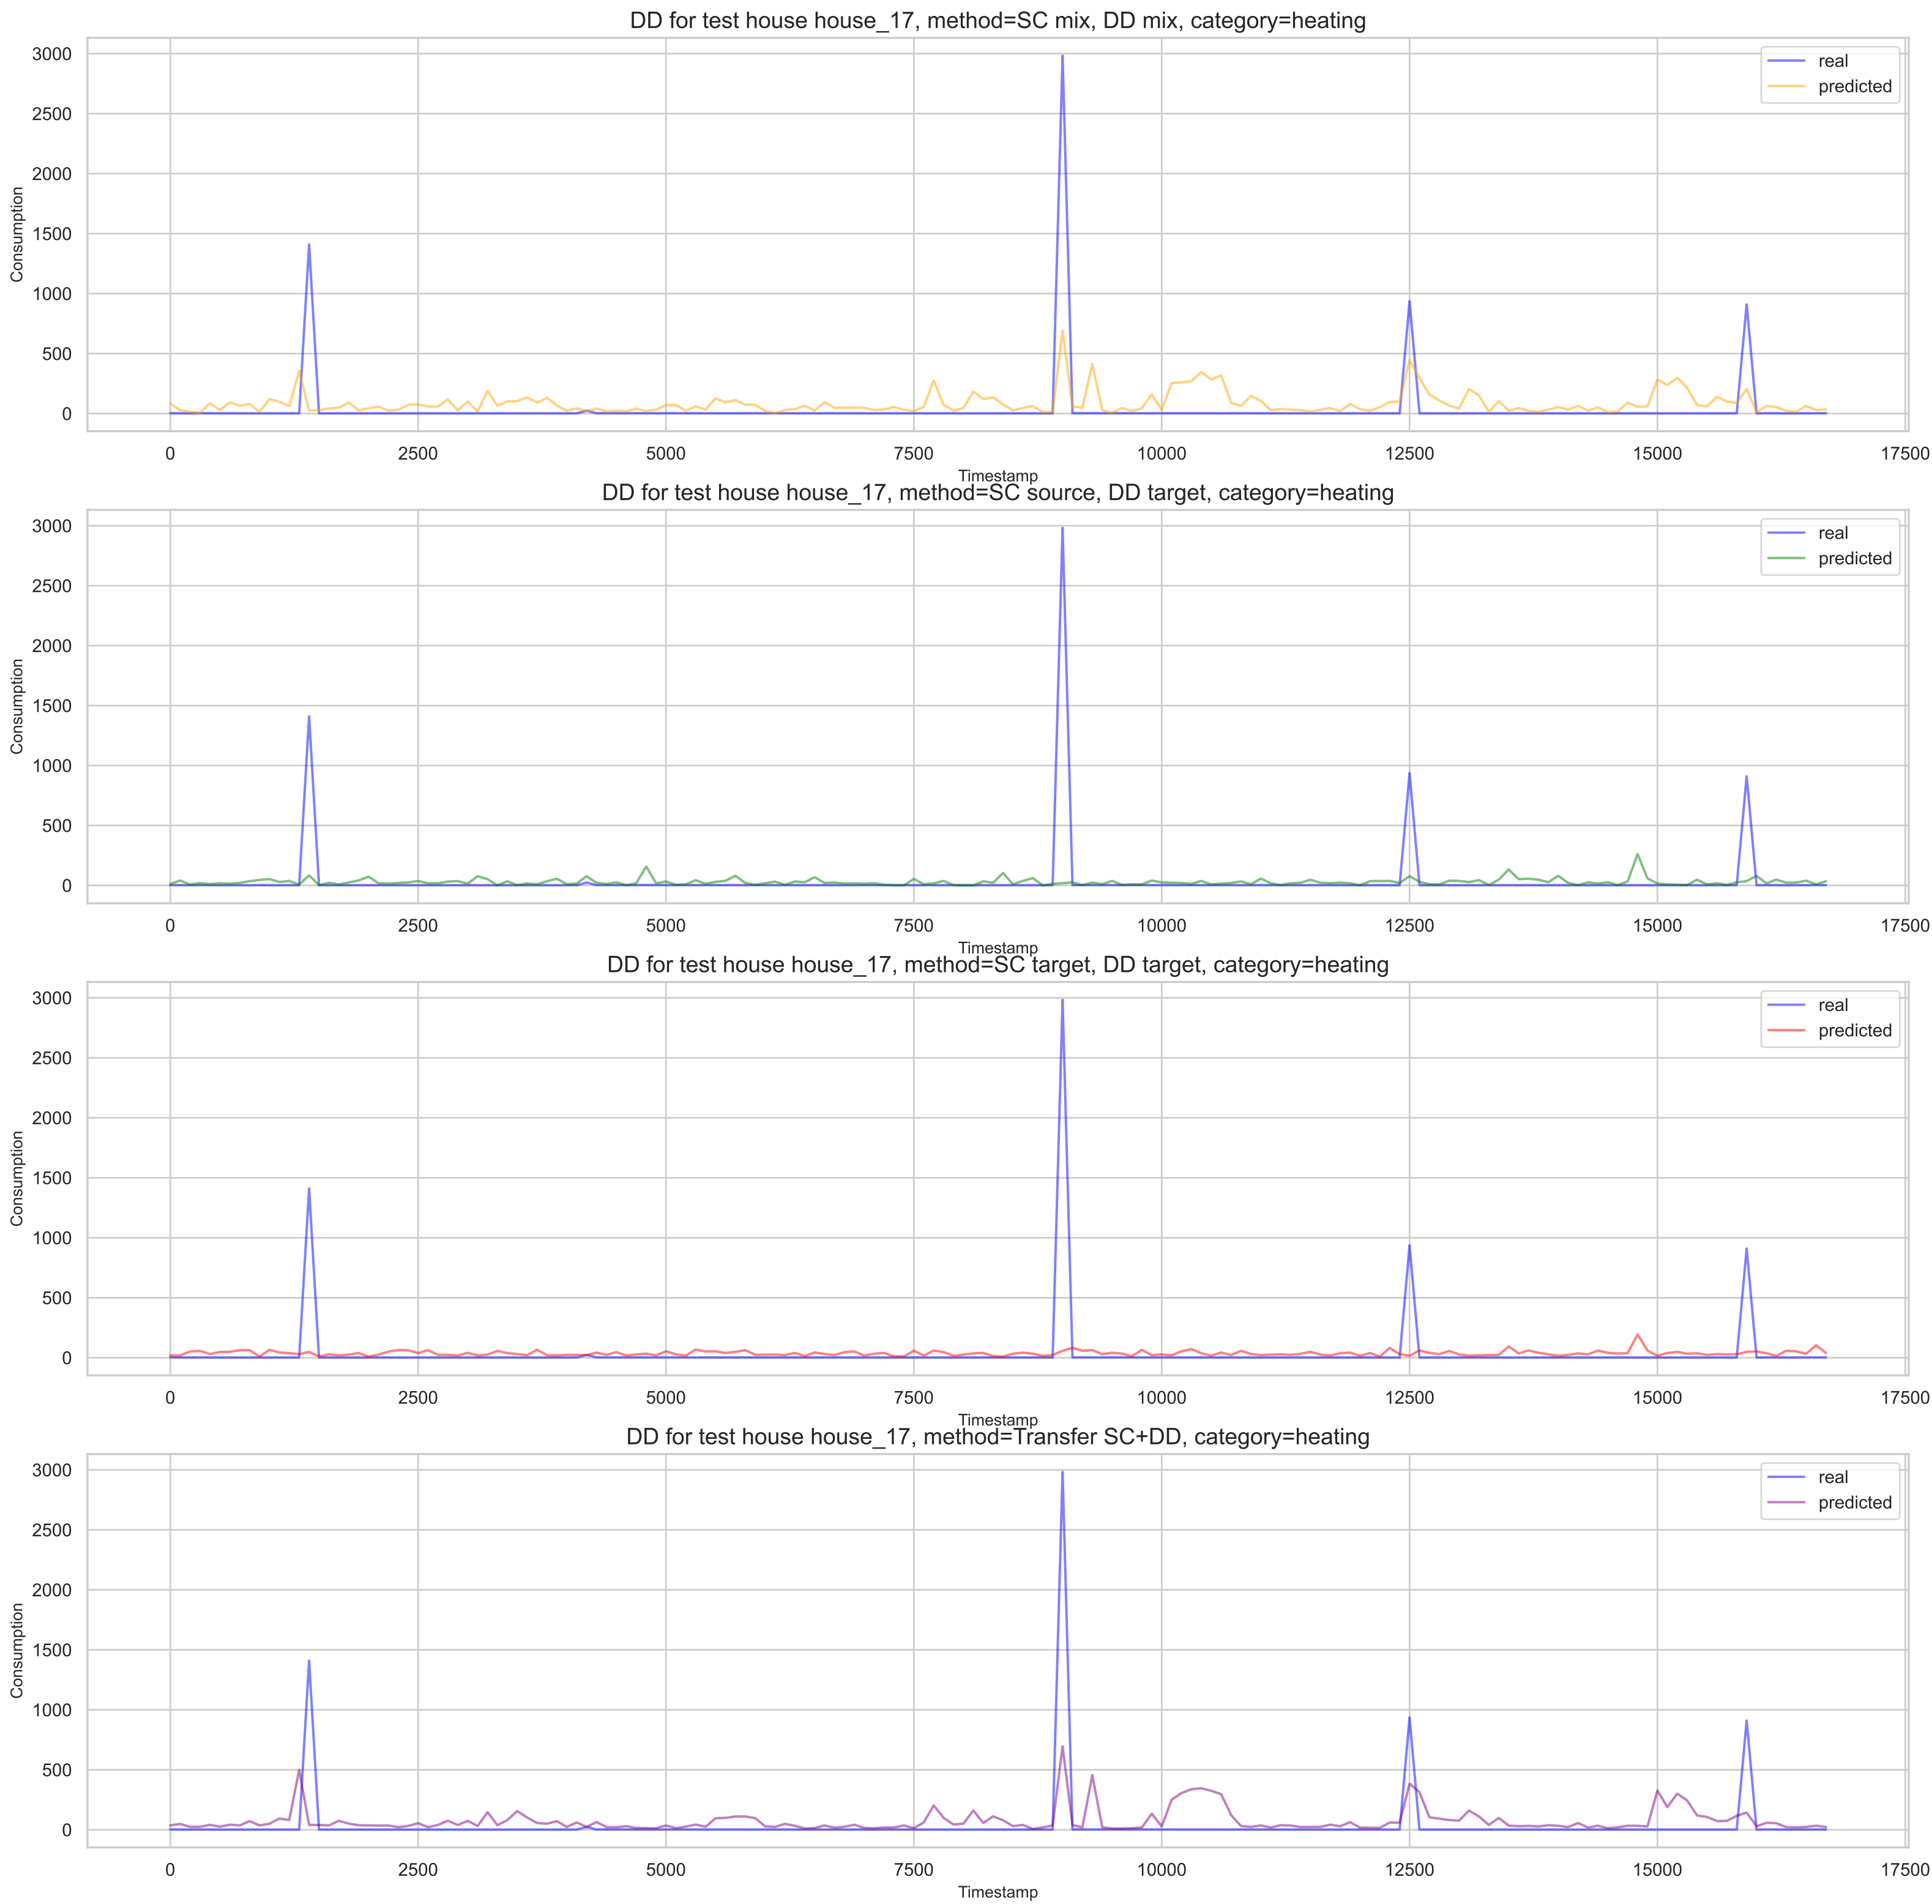 DD for test house house_17, method=SC mix, DD mix, category=heating
3000
2500
2000
1500
1000
500
0
Consumption
real
predicted
0 2500 5000 7500 10000 12500 15000 17500
Timestamp
DD for test house house_17, method=SC source, DD target, category=heating
3000
2500
2000
1500
1000
500
0
Consumption
real
predicted
0 2500 5000 7500 10000 12500 15000 17500
Timestamp
DD for test house house_17, method=SC target, DD target, category=heating
3000
2500
2000
1500
1000
500
0
Consumption
real
predicted
0 2500 5000 7500 10000 12500 15000 17500
Timestamp
DD for test house house_17, method=Transfer SC+DD, category=heating
3000
2500
2000
1500
1000
500
0
Consumption
real
predicted
0 2500 5000 7500 10000 12500 15000 17500
Timestamp